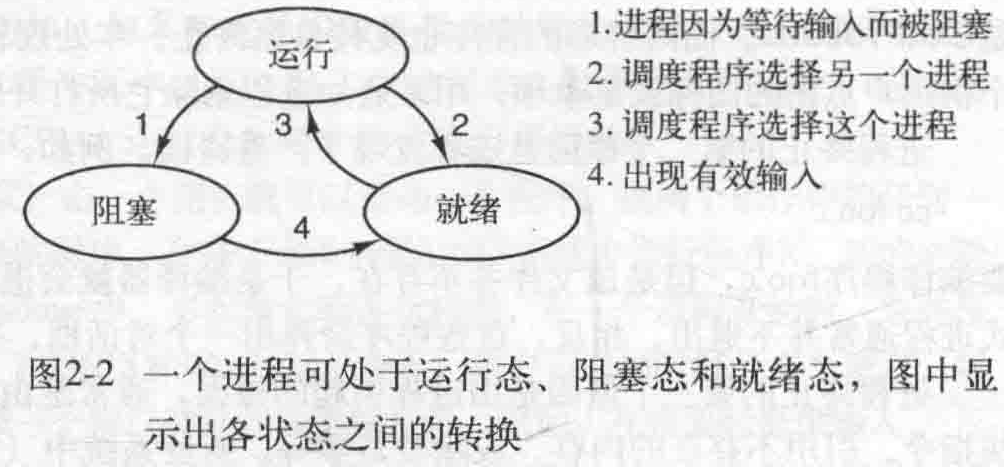 运行
1.进程因为等待输入而被阻塞
2. 调度程序选择另一个进程
3. 调度程序选择这个进程
4. 出现有效输入
1
3
2
阻塞
4
就绪
图2-2 一个进程可处于运行态、阻塞态和就绪态，图中显
示出各状态之间的转换